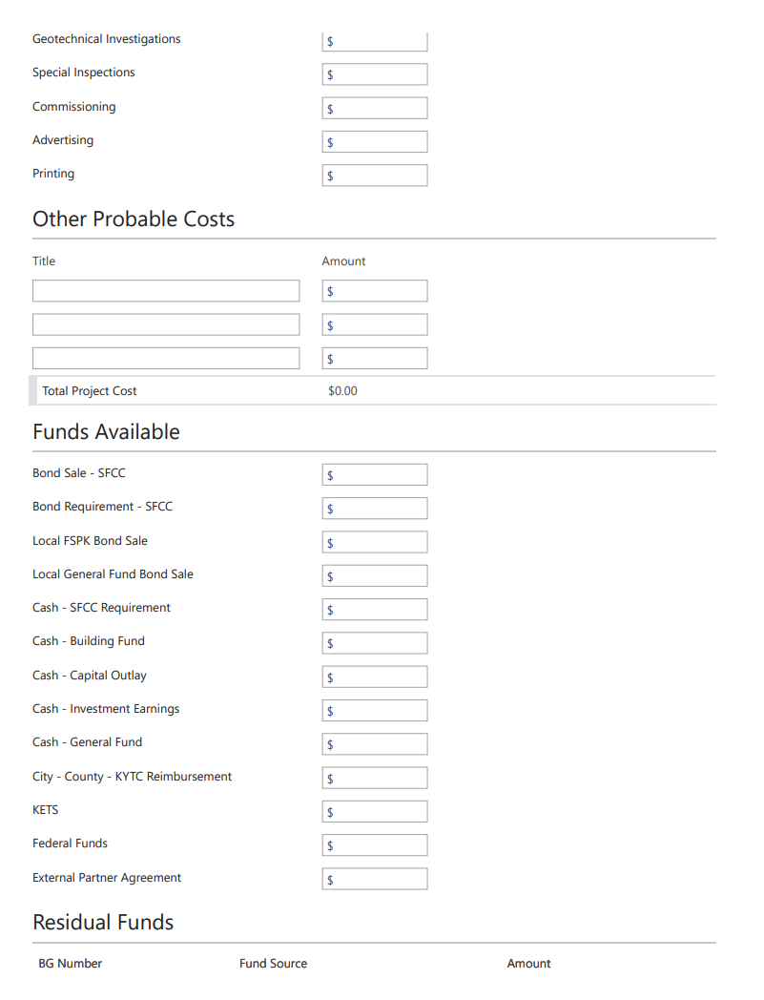 Geotechnical Investigations $
Special Inspections $
Commissioning $
Advertising $
Printing $
Other Probable Costs
Title Amount
$
$
$
Total Project Cost $0.00
Funds Available
Bond Sale - SFCC $
Bond Requirement - SFCC $
Local FSPK Bond Sale $
Local General Fund Bond Sale $
Cash - SFCC Requirement $
Cash - Building Fund $
Cash - Capital Outlay $
Cash - Investment Earnings $
Cash - General Fund $
City - County - KYTC Reimbursement $
KETS $
Federal Funds $
External Partner Agreement $
Residual Funds
BG Number Fund Source Amount